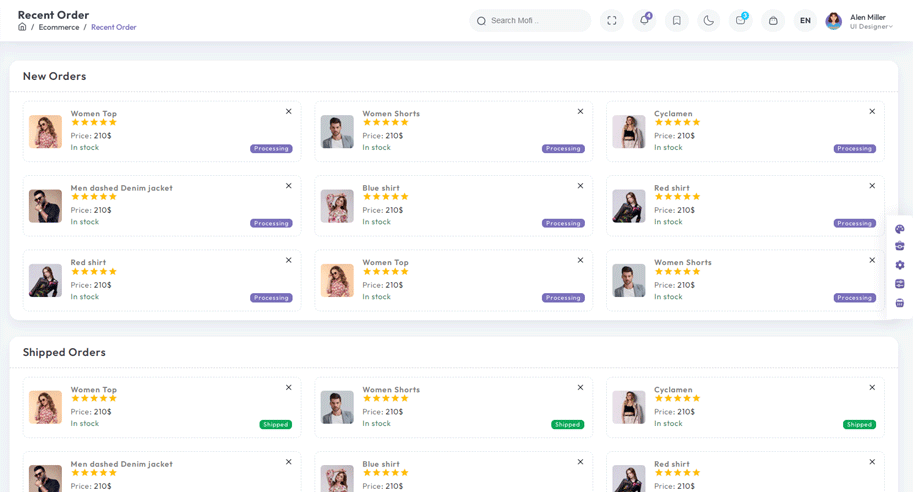 Recent Order
/ Ecommerce / Recent Order
Search Mofi ..
4
3
EN
Alen Miller
UI Designer
New Orders
Women Top
Price: 210$
In stock
Processing
Women Shorts
Price: 210$
In stock
Processing
Cyclamen
Price: 210$
In stock
Processing
Men dashed Denim jacket
Price: 210$
In stock
Processing
Blue shirt
Price: 210$
In stock
Processing
Red shirt
Price: 210$
In stock
Processing
Red shirt
Price: 210$
In stock
Processing
Women Top
Price: 210$
In stock
Processing
Women Shorts
Price: 210$
In stock
Processing
Shipped Orders
Women Top
Price: 210$
In stock
Shipped
Women Shorts
Price: 210$
In stock
Shipped
Cyclamen
Price: 210$
In stock
Shipped
Men dashed Denim jacket
Price: 210$
Blue shirt
Price: 210$
Red shirt
Price: 210$